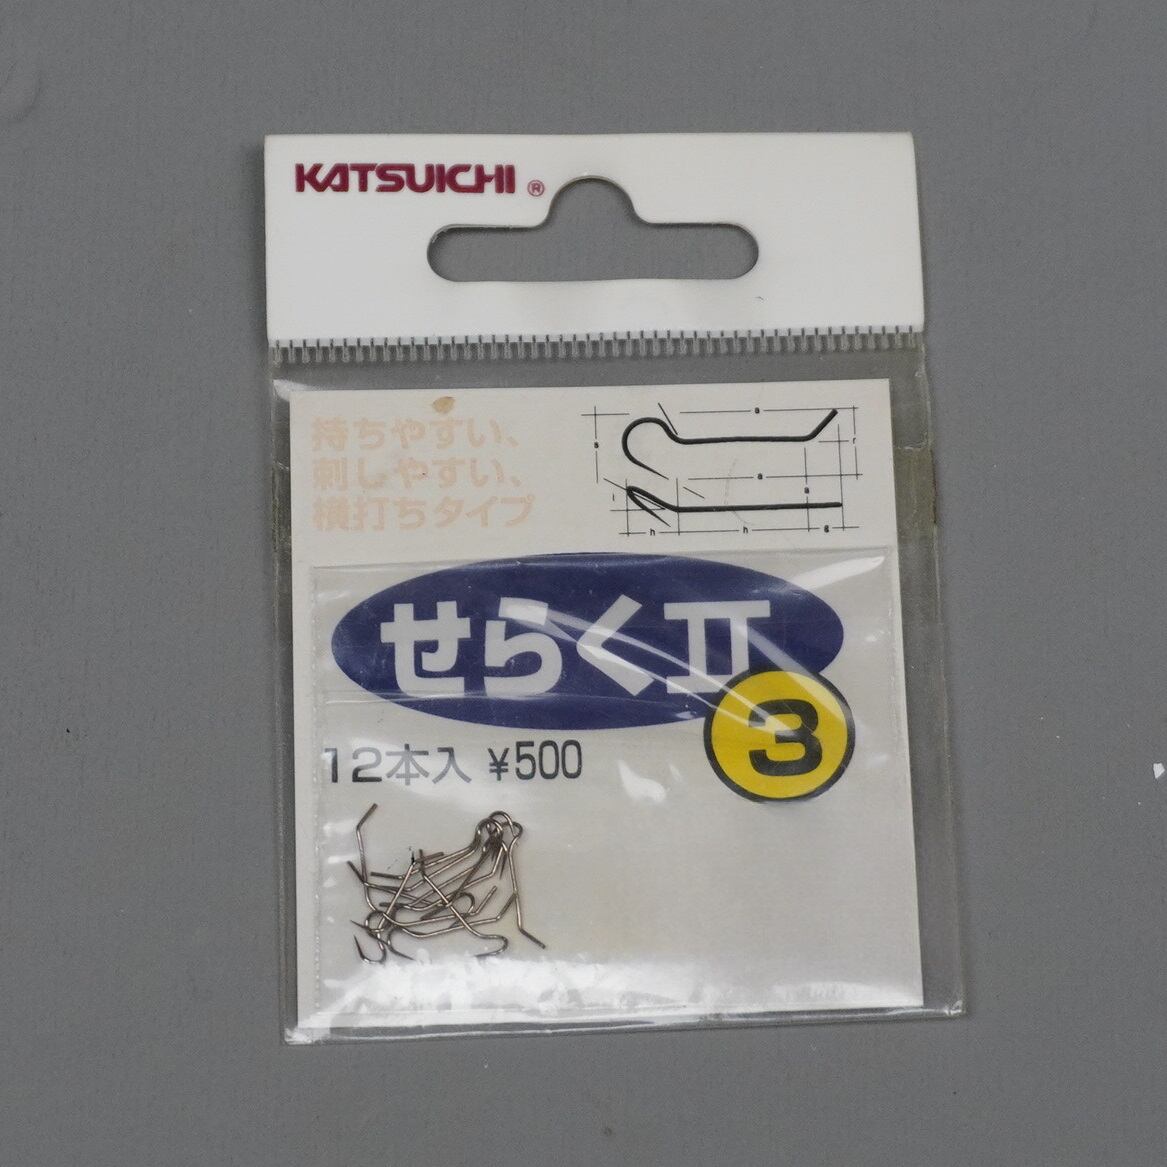 KATSUICHI®
持ちやすい、
刺しやすい、
横打ちタイプ
せらくII
3
12本入 ¥500